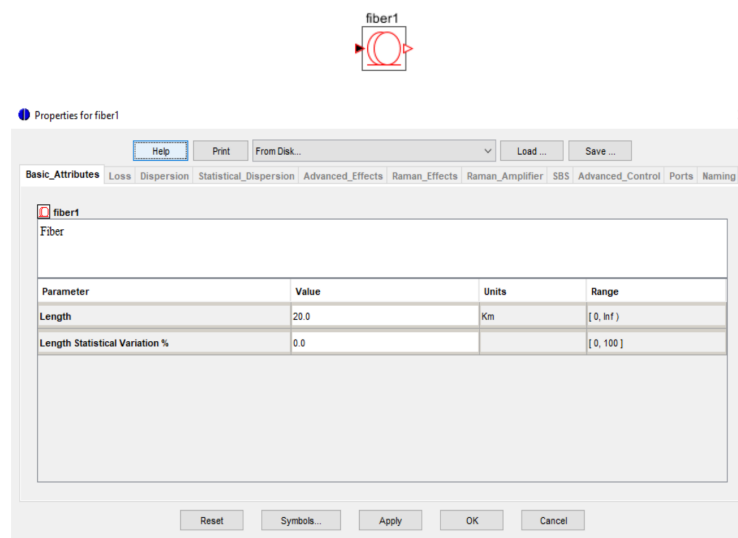 fiber1
Properties for fiber1
Help Print From Disk... Load ... Save ...
Basic_Attributes Loss Dispersion Statistical_Dispersion Advanced_Effects Raman_Effects Raman_Amplifier SBS Advanced_Control Ports Naming
fiber1
Fiber
Parameter Value Units Range
Length 20.0 Km [ 0, Inf )
Length Statistical Variation % 0.0 [ 0, 100 ]
Reset Symbols... Apply OK Cancel